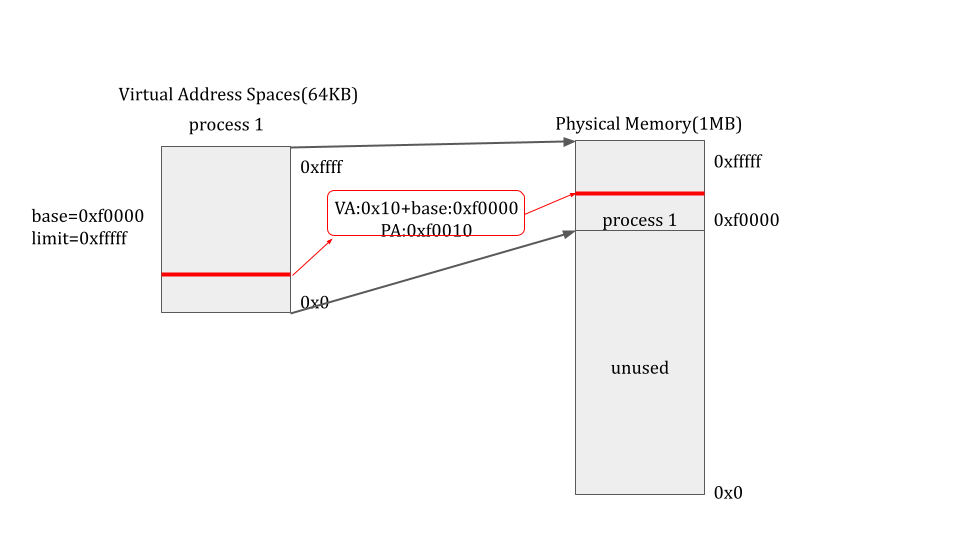 Virtual Address Spaces(64KB)
process 1
0xffff
base=0xf0000
limit=0xfffff
0x0
VA:0x10+base:0xf0000
PA:0xf0010
Physical Memory(1MB)
0xfffff
process 1
0xf0000
unused
0x0